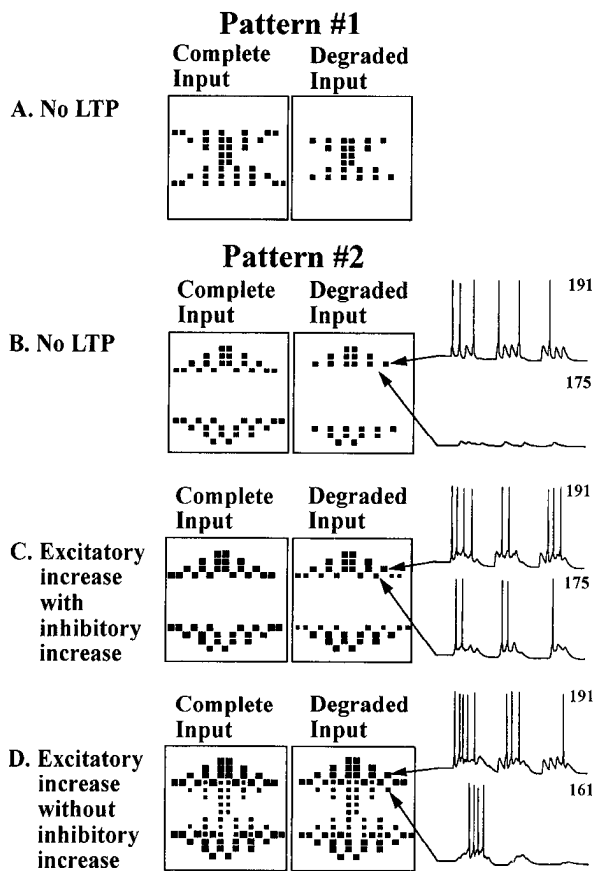 Pattern #1
Complete Input
Degraded Input
A. No LTP
Pattern #2
Complete Input
Degraded Input
B. No LTP
191
175
Complete Input
Degraded Input
C. Excitatory
increase
with
inhibitory
increase
191
175
Complete Input
Degraded Input
D. Excitatory
increase
without
inhibitory
increase
191
161